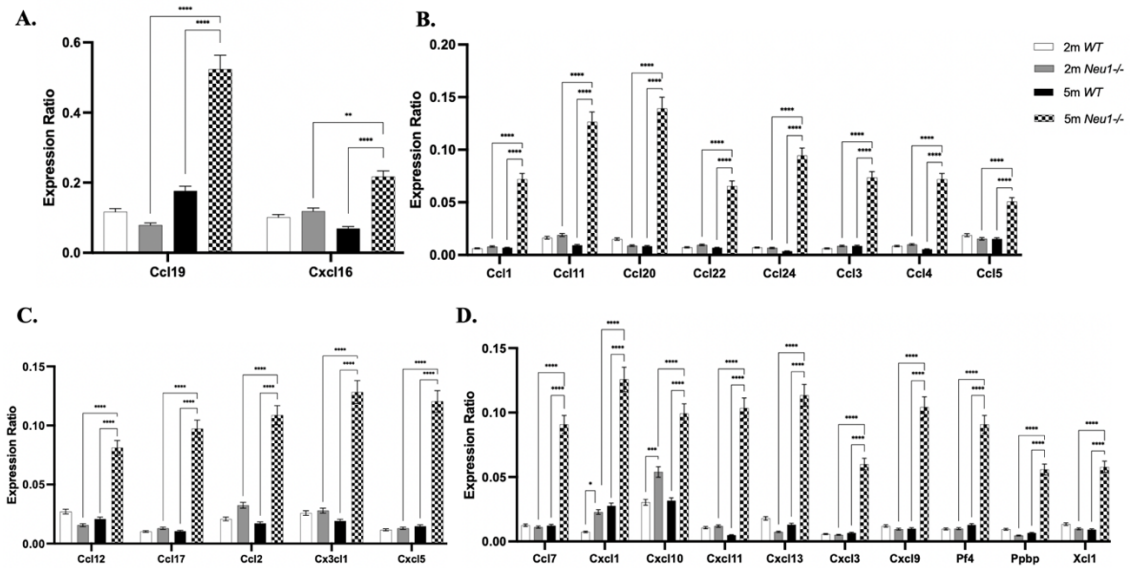 A.
Expression Ratio
0.6
0.4
0.2
0.0
****
****
**
****
Ccl19 Cxcl16
B.
Expression Ratio
0.20
0.15
0.10
0.05
0.00
**** **** **** **** **** **** **** ****
**** **** **** **** **** **** **** ****
Ccl1 Ccl11 Ccl20 Ccl22 Ccl24 Ccl3 Ccl4 Ccl5
2m WT
2m Neu1-/-
5m WT
5m Neu1-/-
C.
Expression Ratio
0.15
0.10
0.05
0.00
**** **** **** **** ****
**** **** **** **** ****
Ccl12 Ccl17 Ccl2 Cx3cl1 Cxcl5
D.
Expression Ratio
0.15
0.10
0.05
0.00
**** **** **** **** **** **** **** **** **** ****
**** **** **** **** **** **** **** **** **** ****
* ***
Ccl7 Cxcl1 Cxcl10 Cxcl11 Cxcl13 Cxcl3 Cxcl9 Pf4 Ppbp Xcl1